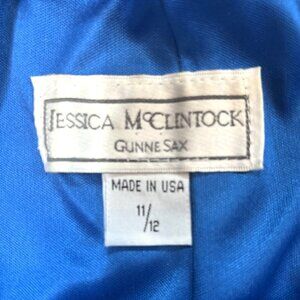 JESSICA McCLINTOCK
GUNNE SAX
MADE IN USA
11/12